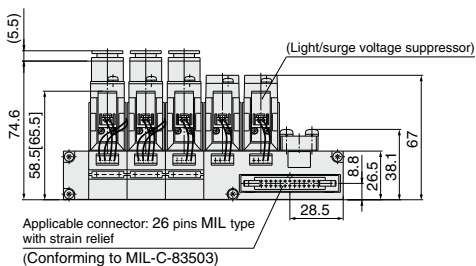 (5.5)
(Light/surge voltage suppressor)
74.6
58.5[65.5]
67
38.1
26.5
8.8
28.5
Applicable connector: 26 pins MIL type
with strain relief
(Conforming to MIL-C-83503)